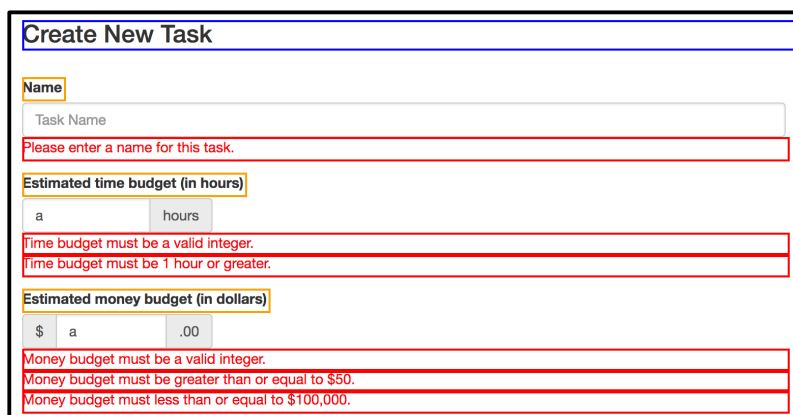 Create New Task
Name
Task Name
Please enter a name for this task.
Estimated time budget (in hours)
a hours
Time budget must be a valid integer.
Time budget must be 1 hour or greater.
Estimated money budget (in dollars)
$ a .00
Money budget must be a valid integer.
Money budget must be greater than or equal to $50.
Money budget must less than or equal to $100,000.